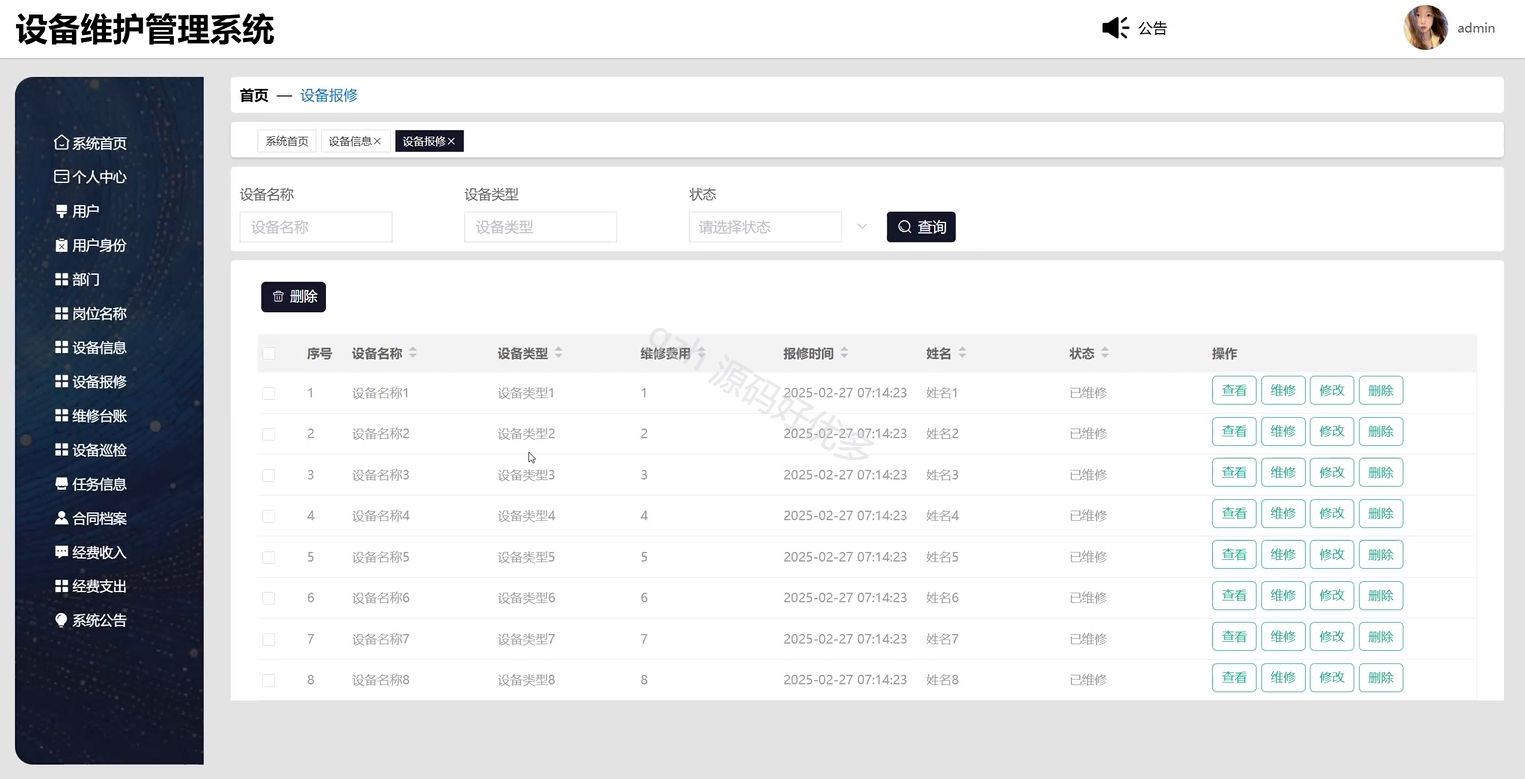 设备维护管理系统
公告
admin
系统首页
个人中心
用户
用户身份
部门
岗位名称
设备信息
设备报修
维修台账
设备巡检
任务信息
合同档案
经费收入
经费支出
系统公告
首页 — 设备报修
系统首页 设备信息× 设备报修×
设备名称 设备类型 状态
设备名称 设备类型 请选择状态 查询
删除
序号 设备名称 设备类型 维修费用 报修时间 姓名 状态 操作
1 设备名称1 设备类型1 1 2025-02-27 07:14:23 姓名1 已维修 查看 维修 修改 删除
2 设备名称2 设备类型2 2 2025-02-27 07:14:23 姓名2 已维修 查看 维修 修改 删除
3 设备名称3 设备类型3 3 2025-02-27 07:14:23 姓名3 已维修 查看 维修 修改 删除
4 设备名称4 设备类型4 4 2025-02-27 07:14:23 姓名4 已维修 查看 维修 修改 删除
5 设备名称5 设备类型5 5 2025-02-27 07:14:23 姓名5 已维修 查看 维修 修改 删除
6 设备名称6 设备类型6 6 2025-02-27 07:14:23 姓名6 已维修 查看 维修 修改 删除
7 设备名称7 设备类型7 7 2025-02-27 07:14:23 姓名7 已维修 查看 维修 修改 删除
8 设备名称8 设备类型8 8 2025-02-27 07:14:23 姓名8 已维修 查看 维修 修改 删除
gzh 源码好优多